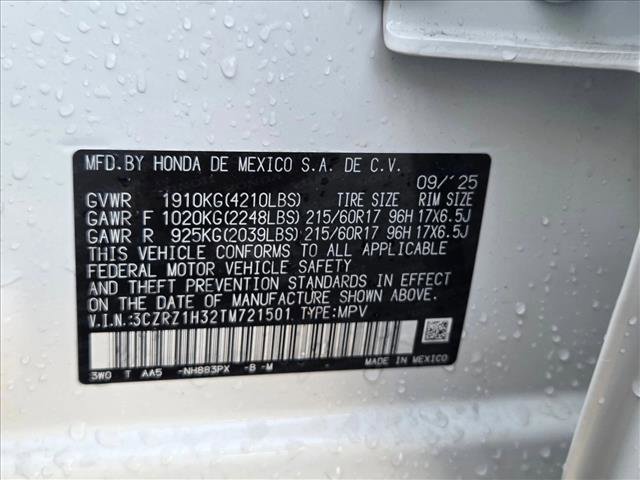 MFD. BY HONDA DE MEXICO S.A. DE C.V.
09/'25
GVWR 1910KG(4210LBS) TIRE SIZE RIM SIZE
GAWR F 1020KG(2248LBS) 215/60R17 96H 17X6.5J
GAWR R 925KG(2039LBS) 215/60R17 96H 17X6.5J
THIS VEHICLE CONFORMS TO ALL APPLICABLE
FEDERAL MOTOR VEHICLE SAFETY
AND THEFT PREVENTION STANDARDS IN EFFECT
ON THE DATE OF MANUFACTURE SHOWN ABOVE.
V.I.N.:3CZRZ1H32TM721501 TYPE:MPV
3W0 T AA5 -NH883PX -B -M MADE IN MEXICO